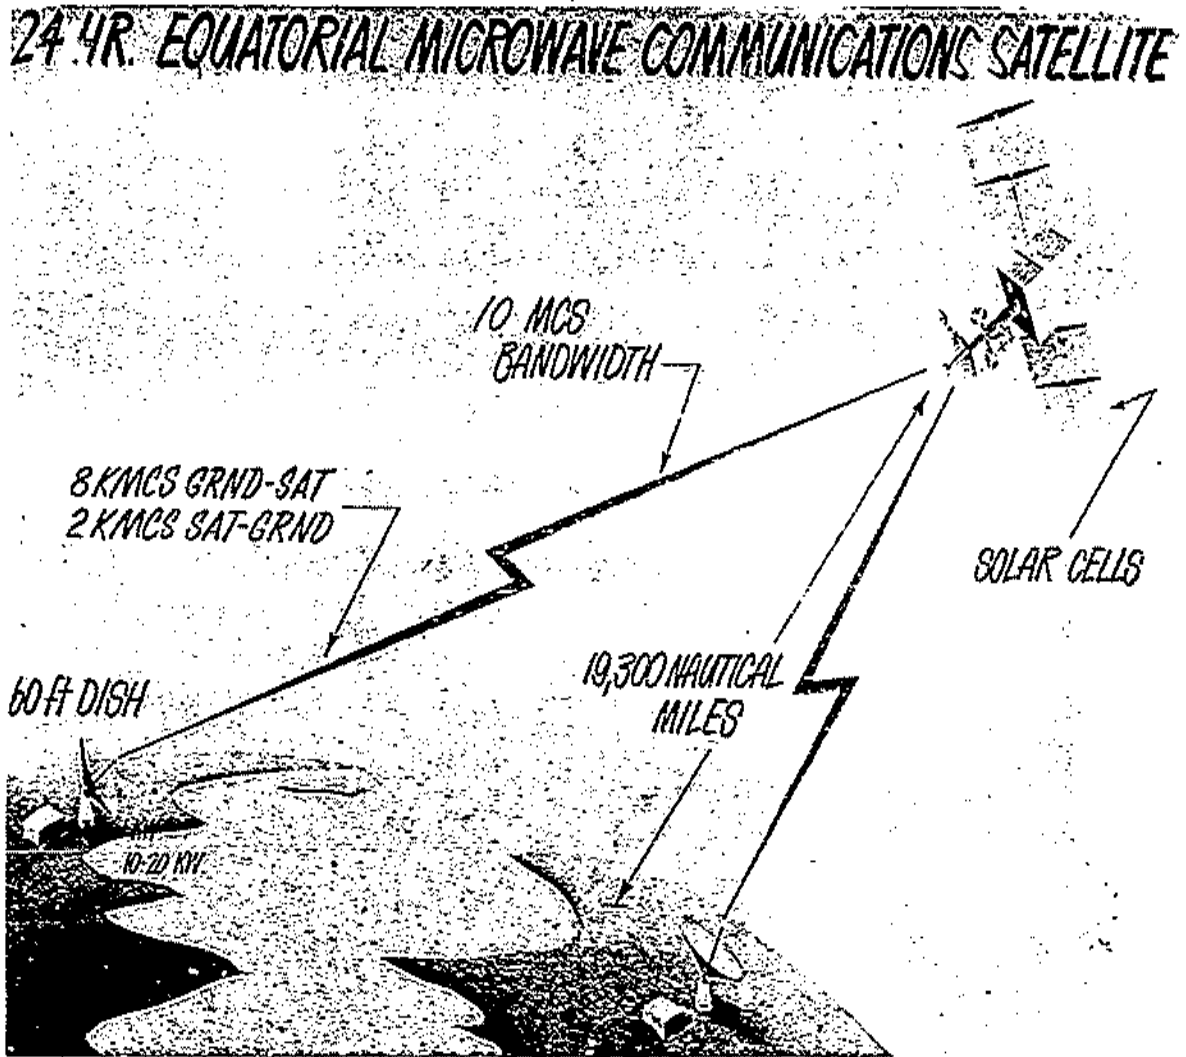 24 HR. EQUATORIAL MICROWAVE COMMUNICATIONS SATELLITE
10 MCS
BANDWIDTH
8 KMCS GRND-SAT
2 KMCS SAT-GRND
SOLAR CELLS
19,300 NAUTICAL
MILES
60 ft DISH
10-20 KW